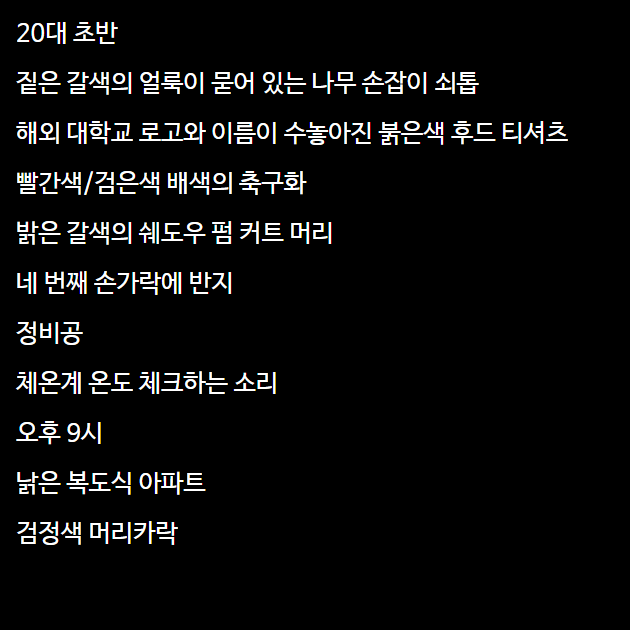 20대 초반
짙은 갈색의 얼룩이 묻어 있는 나무 손잡이 쇠톱
해외 대학교 로고와 이름이 수놓아진 붉은색 후드 티셔츠
빨간색/검은색 배색의 축구화
밝은 갈색의 쉐도우 펌 커트 머리
네 번째 손가락에 반지
정비공
체온계 온도 체크하는 소리
오후 9시
낡은 복도식 아파트
검정색 머리카락